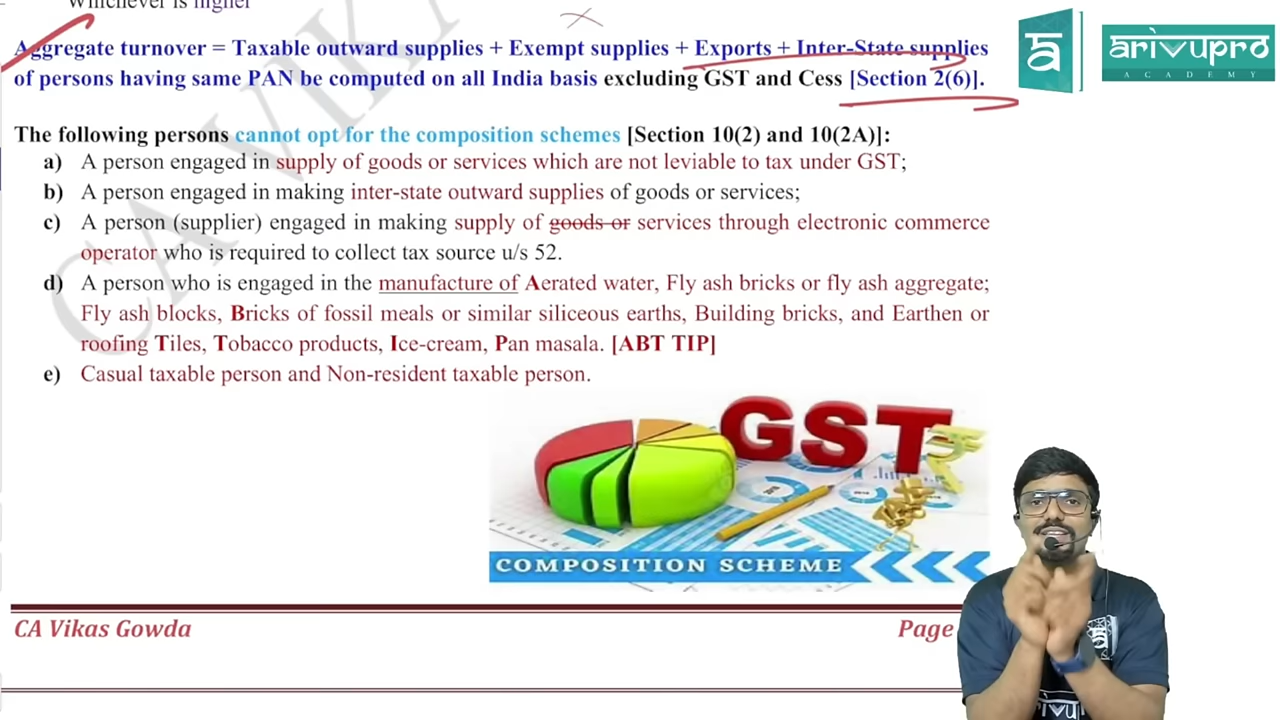 Whichever is higher
Aggregate turnover = Taxable outward supplies + Exempt supplies + Exports + Inter-State supplies
of persons having same PAN be computed on all India basis excluding GST and Cess [Section 2(6)].
The following persons cannot opt for the composition schemes [Section 10(2) and 10(2A)]:
a) A person engaged in supply of goods or services which are not leviable to tax under GST;
b) A person engaged in making inter-state outward supplies of goods or services;
c) A person (supplier) engaged in making supply of goods or services through electronic commerce
operator who is required to collect tax source u/s 52.
d) A person who is engaged in the manufacture of Aerated water, Fly ash bricks or fly ash aggregate;
Fly ash blocks, Bricks of fossil meals or similar siliceous earths, Building bricks, and Earthen or
roofing Tiles, Tobacco products, Ice-cream, Pan masala. [ABT TIP]
e) Casual taxable person and Non-resident taxable person.
GST
COMPOSITION SCHEME
CA Vikas Gowda
Page
arivupro
ACADEMY
arivupro